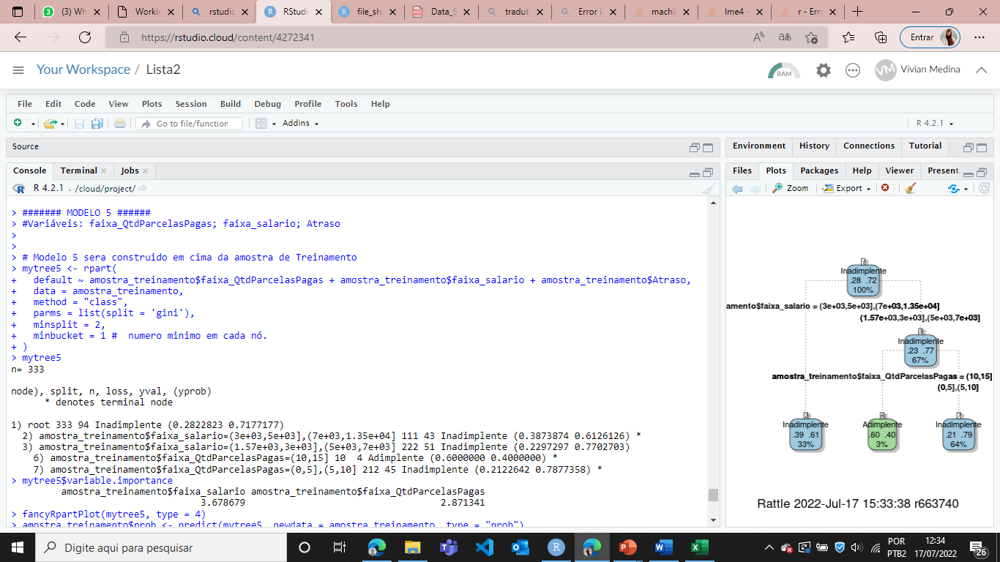 (3) Wh
Workin
rstudio
RStudi
file_shr
Data_S
tradut
Error i
machi
lme4 -
r - Erro
https://rstudio.cloud/content/4272341
Entrar
Your Workspace / Lista2
RAM
VM
Vivian Medina
File Edit Code View Plots Session Build Debug Profile Tools Help
Go to file/function
Addins
R 4.2.1
Source
Console Terminal Jobs
R 4.2.1 . /cloud/project/
> ####### MODELO 5 ######
> #Variáveis: faixa_QtdParcelasPagas; faixa_salario; Atraso
>
>
> # Modelo 5 sera construido em cima da amostra de Treinamento
> mytree5 <- rpart(
+ default ~ amostra_treinamento$faixa_QtdParcelasPagas + amostra_treinamento$faixa_salario + amostra_treinamento$Atraso,
+ data = amostra_treinamento,
+ method = "class",
+ parms = list(split = 'gini'),
+ minsplit = 2,
+ minbucket = 1 # numero minimo em cada nó.
+ )
> mytree5
n= 333
node), split, n, loss, yval, (yprob)
* denotes terminal node
1) root 333 94 Inadimplente (0.2822823 0.7177177)
2) amostra_treinamento$faixa_salario=(3e+03,5e+03],(7e+03,1.35e+04] 111 43 Inadimplente (0.3873874 0.6126126) *
3) amostra_treinamento$faixa_salario=(1.57e+03,3e+03],(5e+03,7e+03] 222 51 Inadimplente (0.2297297 0.7702703)
6) amostra_treinamento$faixa_QtdParcelasPagas=(10,15] 10 4 Adimplente (0.6000000 0.4000000) *
7) amostra_treinamento$faixa_QtdParcelasPagas=(0,5],(5,10] 212 45 Inadimplente (0.2122642 0.7877358) *
> mytree5$variable.importance
amostra_treinamento$faixa_salario amostra_treinamento$faixa_QtdParcelasPagas
3.678679 2.871341
> fancyRpartPlot(mytree5, type = 4)
> amostra_treinamento$prob <- predict(mytree5, newdata = amostra_treinamento, type = "prob")
Environment History Connections Tutorial
Files Plots Packages Help Viewer Present
Zoom Export
1
Inadimplente
.28 .72
100%
amento$faixa_salario = (3e+03,5e+03],(7e+03,1.35e+04]
(1.57e+03,3e+03],(5e+03,7e+03]
3
Inadimplente
.23 .77
67%
amostra_treinamento$faixa_QtdParcelasPagas = (10,15]
(0,5],(5,10]
2
Inadimplente
.39 .61
33%
6
Adimplente
.60 .40
3%
7
Inadimplente
.21 .79
64%
Rattle 2022-Jul-17 15:33:38 r663740
Digite aqui para pesquisar
POR
PTB2
12:34
17/07/2022
26